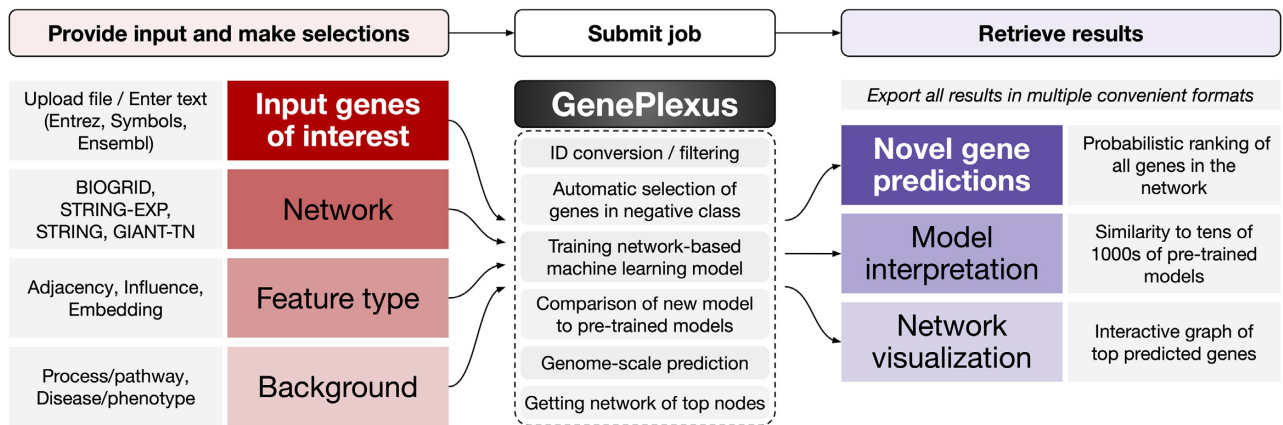 Provide input and make selections
Submit job
Retrieve results
Upload file / Enter text
(Entrez, Symbols,
Ensembl)
Input genes
of interest
BIOGRID,
STRING-EXP,
STRING, GIANT-TN
Network
Adjacency, Influence,
Embedding
Feature type
Process/pathway,
Disease/phenotype
Background
GenePlexus
ID conversion / filtering
Automatic selection of
genes in negative class
Training network-based
machine learning model
Comparison of new model
to pre-trained models
Genome-scale prediction
Getting network of top nodes
Export all results in multiple convenient formats
Novel gene
predictions
Probabilistic ranking of
all genes in the
network
Model
interpretation
Similarity to tens of
1000s of pre-trained
models
Network
visualization
Interactive graph of
top predicted genes